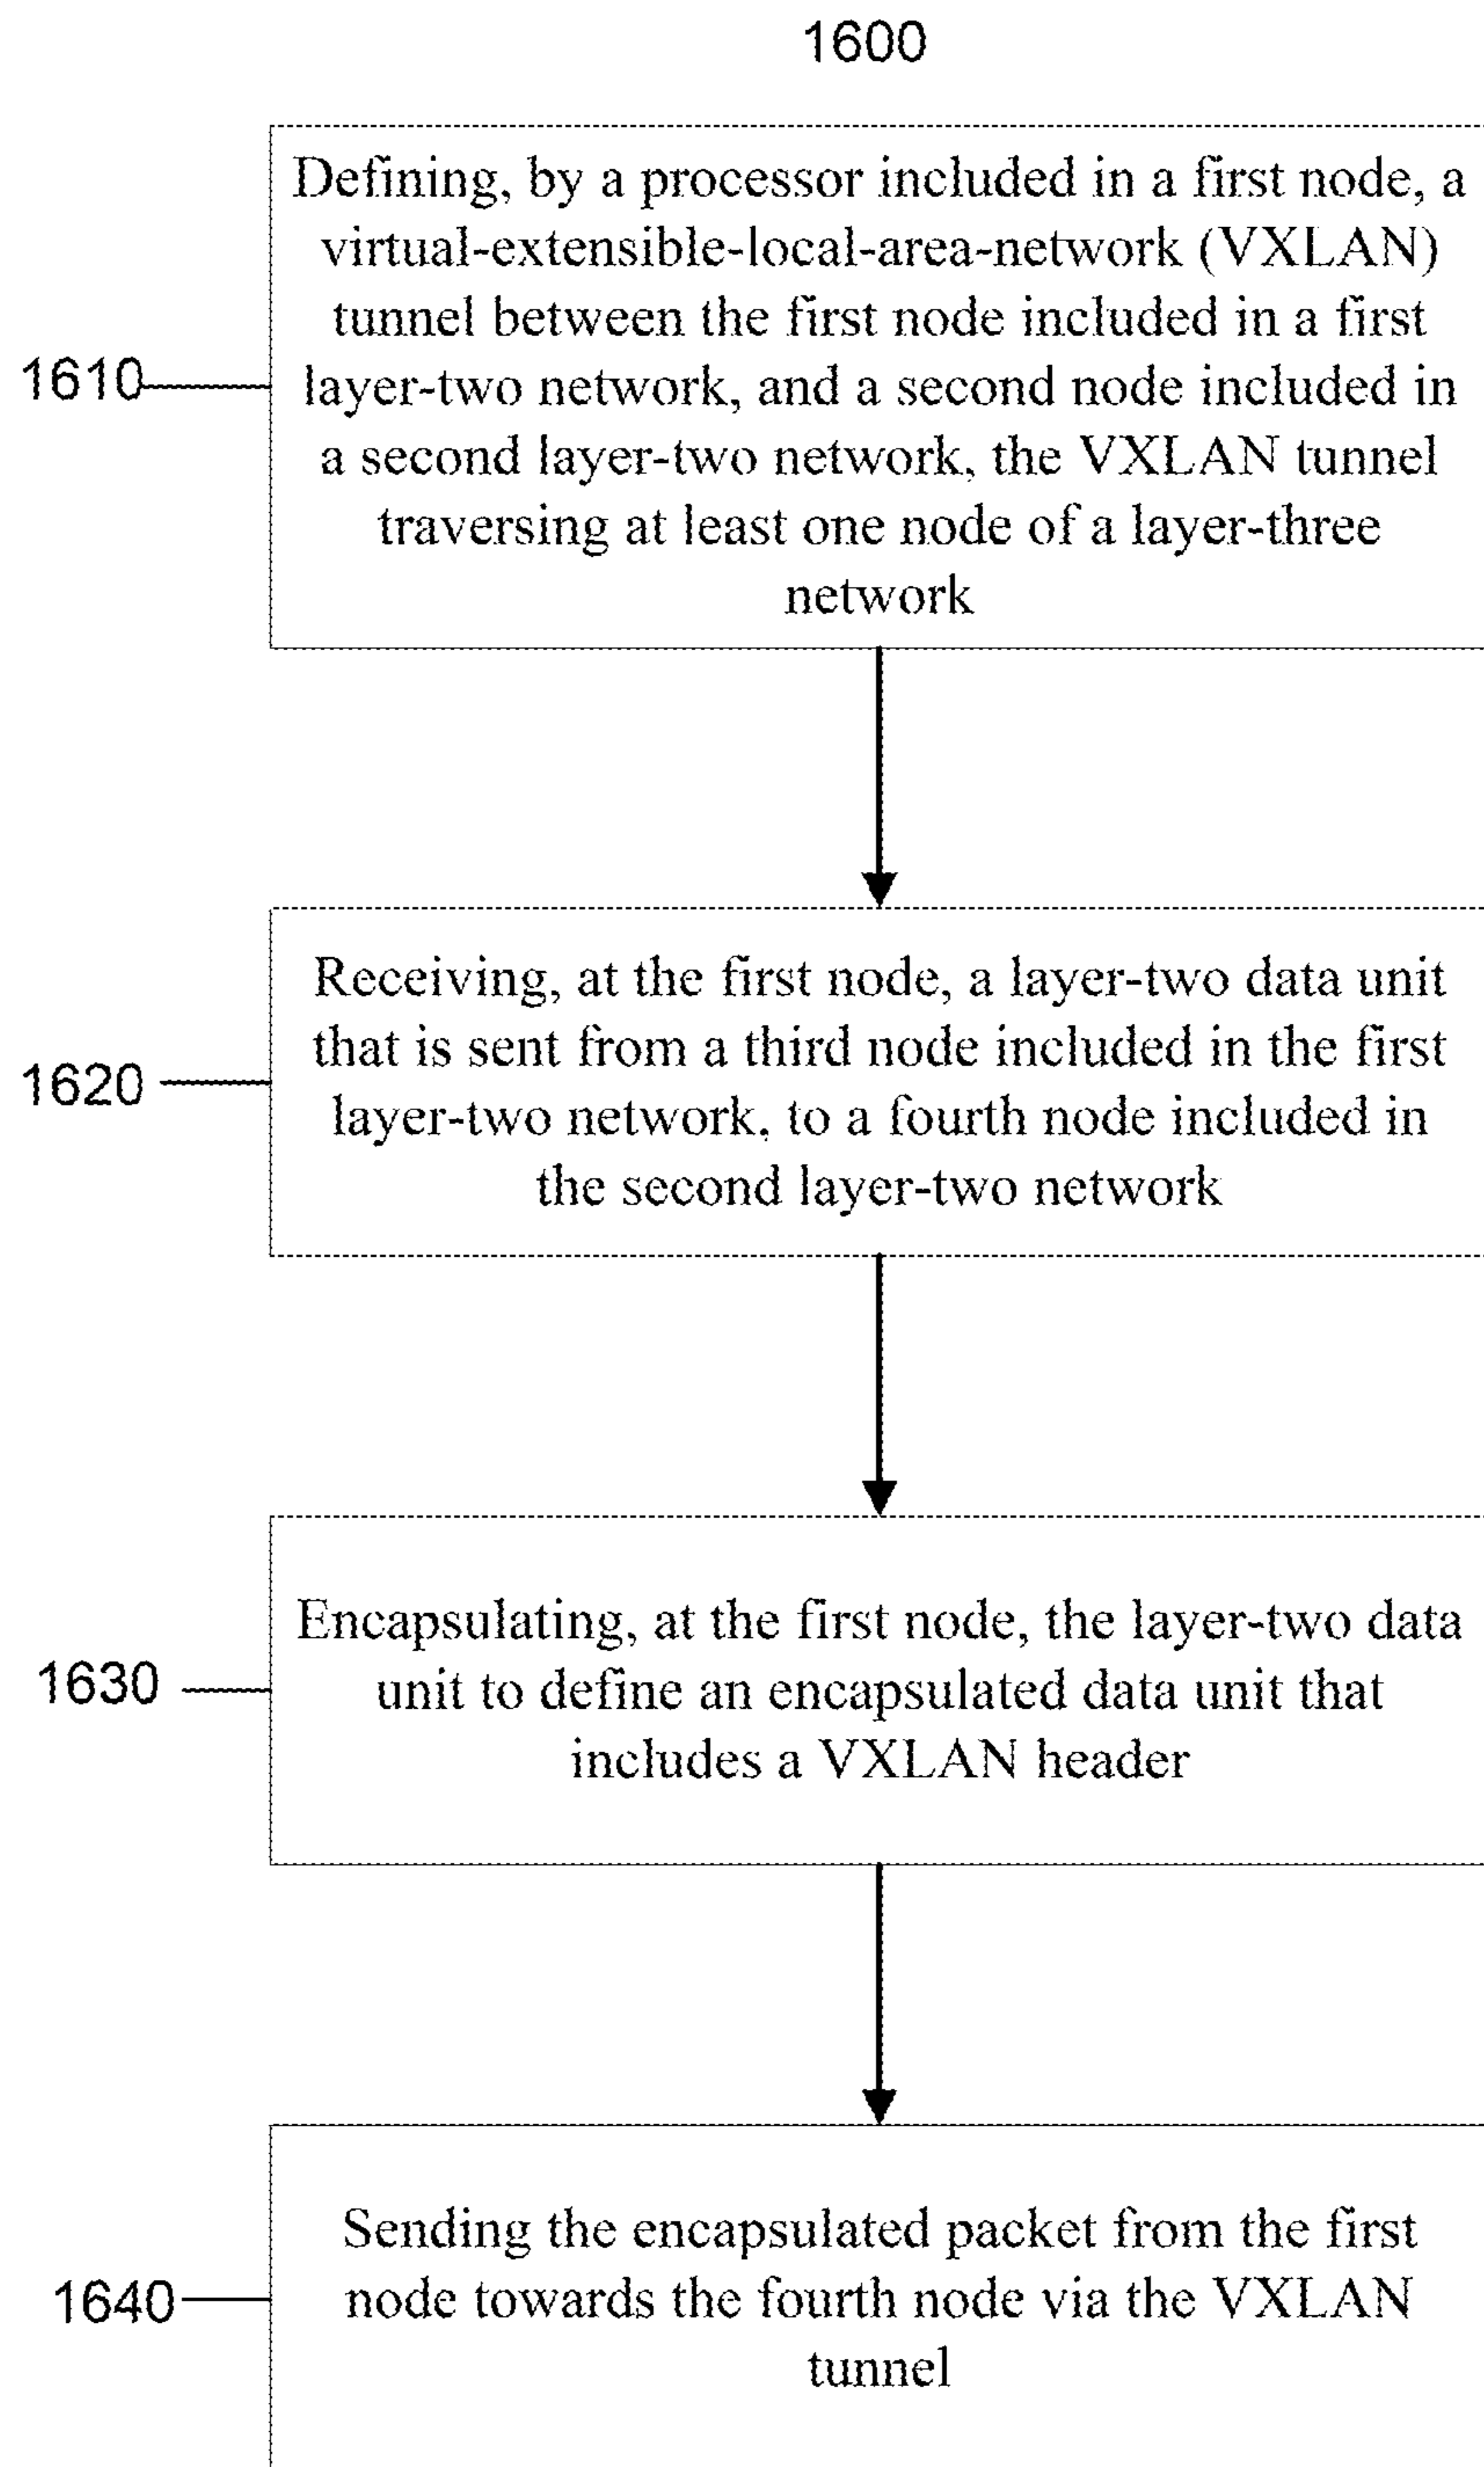 1600
Defining, by a processor included in a first node, a
virtual-extensible-local-area-network (VXLAN)
tunnel between the first node included in a first
layer-two network, and a second node included in
a second layer-two network, the VXLAN tunnel
traversing at least one node of a layer-three
network
1610
Receiving, at the first node, a layer-two data unit
that is sent from a third node included in the first
layer-two network, to a fourth node included in
the second layer-two network
1620
Encapsulating, at the first node, the layer-two data
unit to define an encapsulated data unit that
includes a VXLAN header
1630
Sending the encapsulated packet from the first
node towards the fourth node via the VXLAN
tunnel
1640